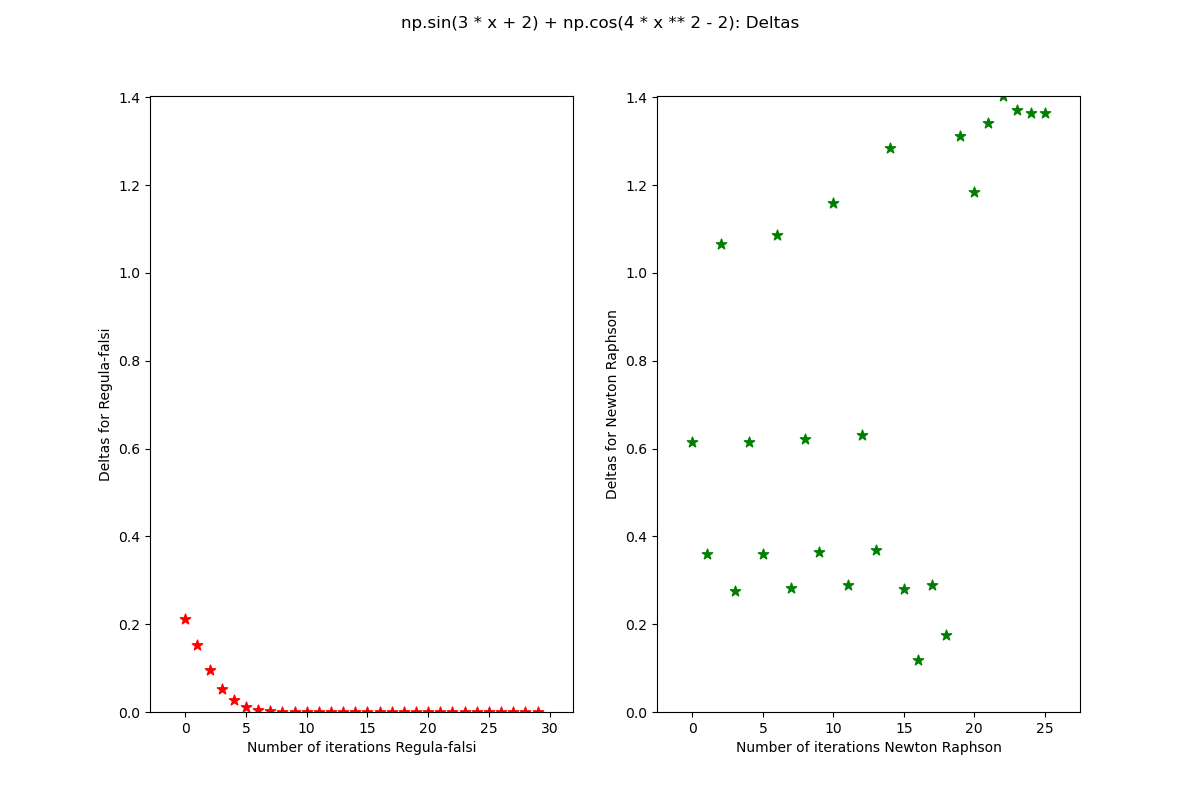 np.sin(3 * x + 2) + np.cos(4 * x ** 2 - 2): Deltas
Deltas for Regula-falsi
1.4
1.2
1.0
0.8
0.6
0.4
0.2
0.0
0 5 10 15 20 25 30
Number of iterations Regula-falsi
Deltas for Newton Raphson
1.4
1.2
1.0
0.8
0.6
0.4
0.2
0.0
0 5 10 15 20 25
Number of iterations Newton Raphson